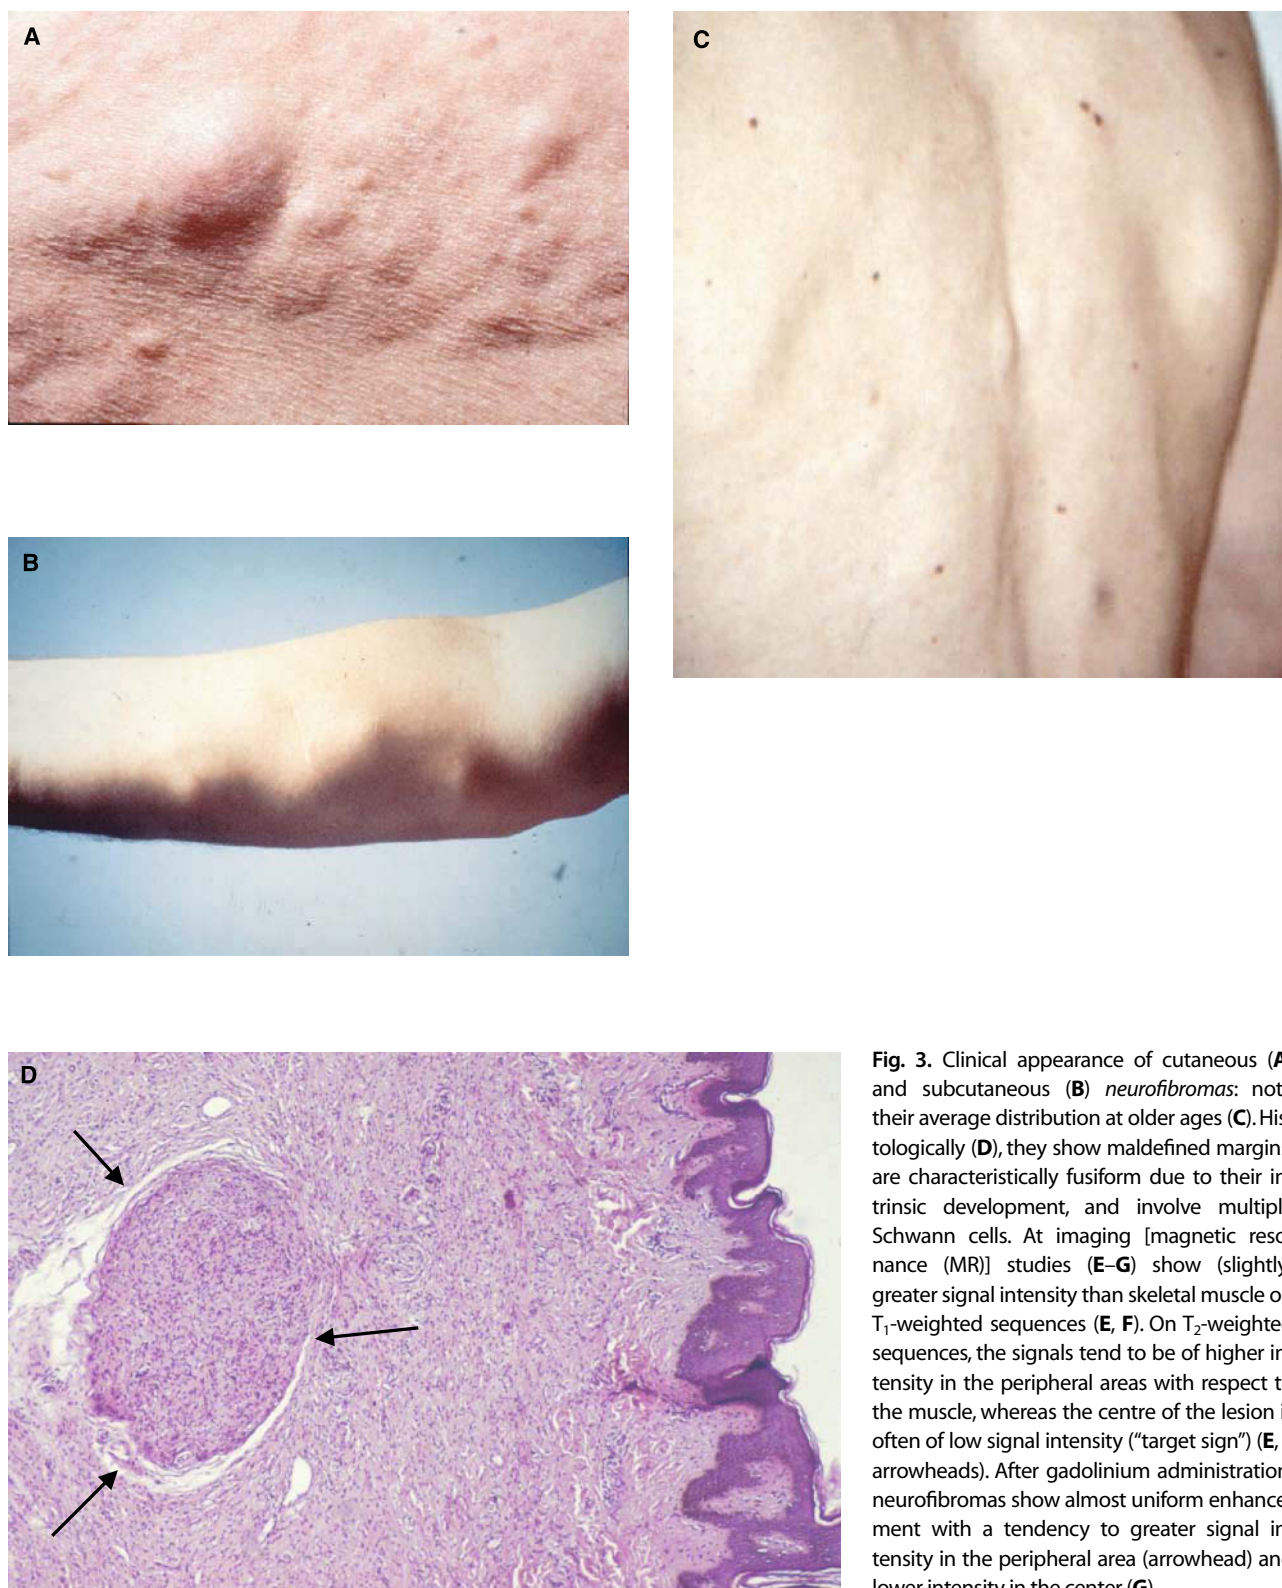 A
C
B
D
Fig. 3. Clinical appearance of cutaneous (A
and subcutaneous (B) neurofibromas: not
their average distribution at older ages (C). His
tologically (D), they show maldefined margin
are characteristically fusiform due to their in
trinsic development, and involve multipl
Schwann cells. At imaging [magnetic reso
nance (MR)] studies (E–G) show (slightly
greater signal intensity than skeletal muscle o
T1-weighted sequences (E, F). On T2-weighte
sequences, the signals tend to be of higher in
tensity in the peripheral areas with respect t
the muscle, whereas the centre of the lesion i
often of low signal intensity (“target sign”) (E,
arrowheads). After gadolinium administration
neurofibromas show almost uniform enhance
ment with a tendency to greater signal in
tensity in the peripheral area (arrowhead) an
lower intensity in the center (G)